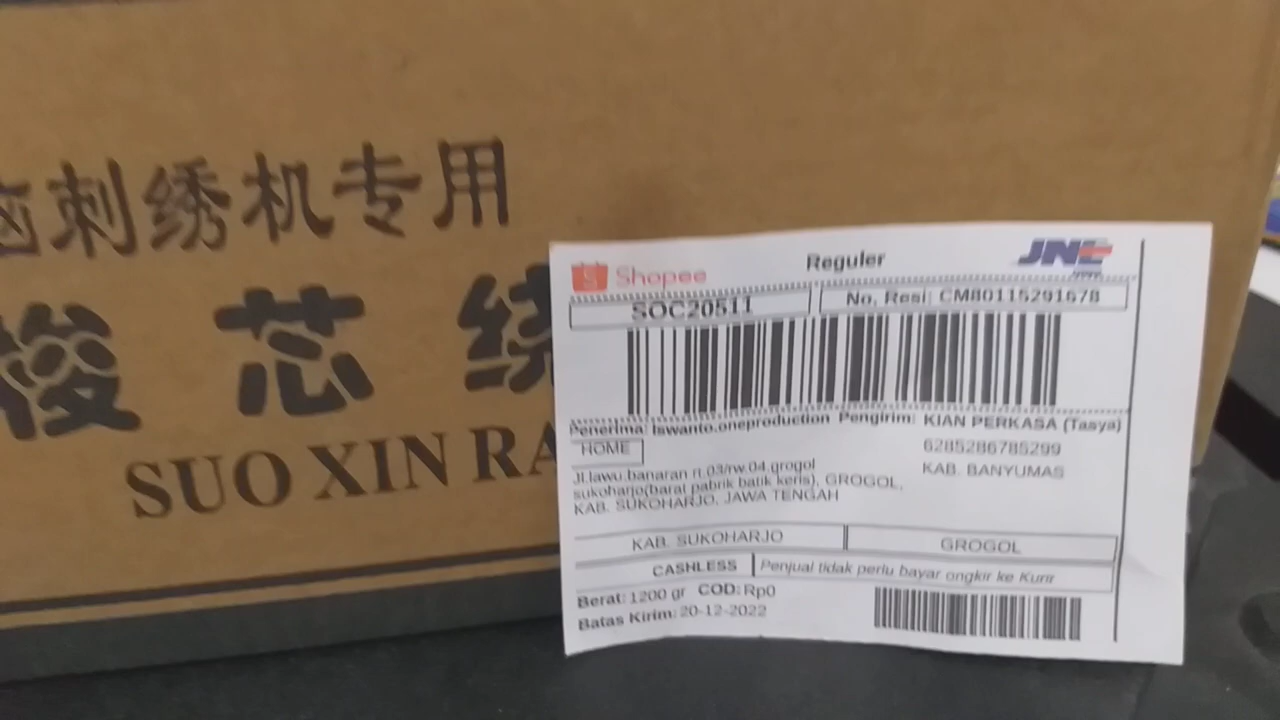 刺绣机专用
梭芯绕
SUO XIN RA
Shopee
Reguler
JNE
SOC20511
No. Resi: CM80115291678
Penerima: Iswanto.oneproduction
HOME
Jl.lawu.banaran rt.03/rw.04.grogol
sukoharjo(barat pabrik batik keris), GROGOL,
KAB. SUKOHARJO, JAWA TENGAH
Pengirim: KIAN PERKASA (Tasya)
6285286785299
KAB. BANYUMAS
KAB. SUKOHARJO
GROGOL
CASHLESS
Penjual tidak perlu bayar ongkir ke Kurir
Berat: 1200 gr COD: Rp0
Batas Kirim: 20-12-2022